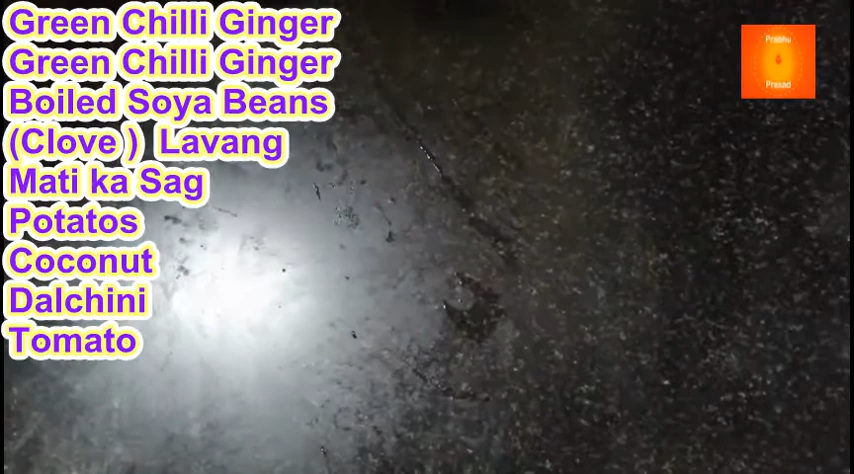 Green Chilli Ginger
Green Chilli Ginger
Boiled Soya Beans
(Clove )  Lavang
Mati ka Sag
Potatos
Coconut
Dalchini
Tomato
Prabhu
Prasad